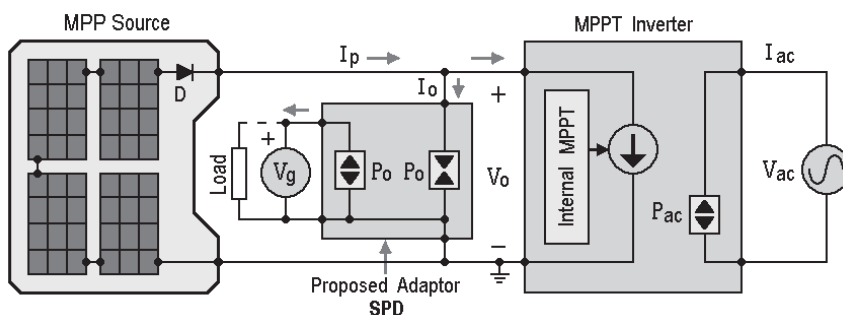 MPP Source
MPPT Inverter
D
Ip
Io
+
Iac
Load
+
Vg
Po
Po
Vo
Internal MPPT
Pac
Vac
−
Proposed Adaptor
SPD